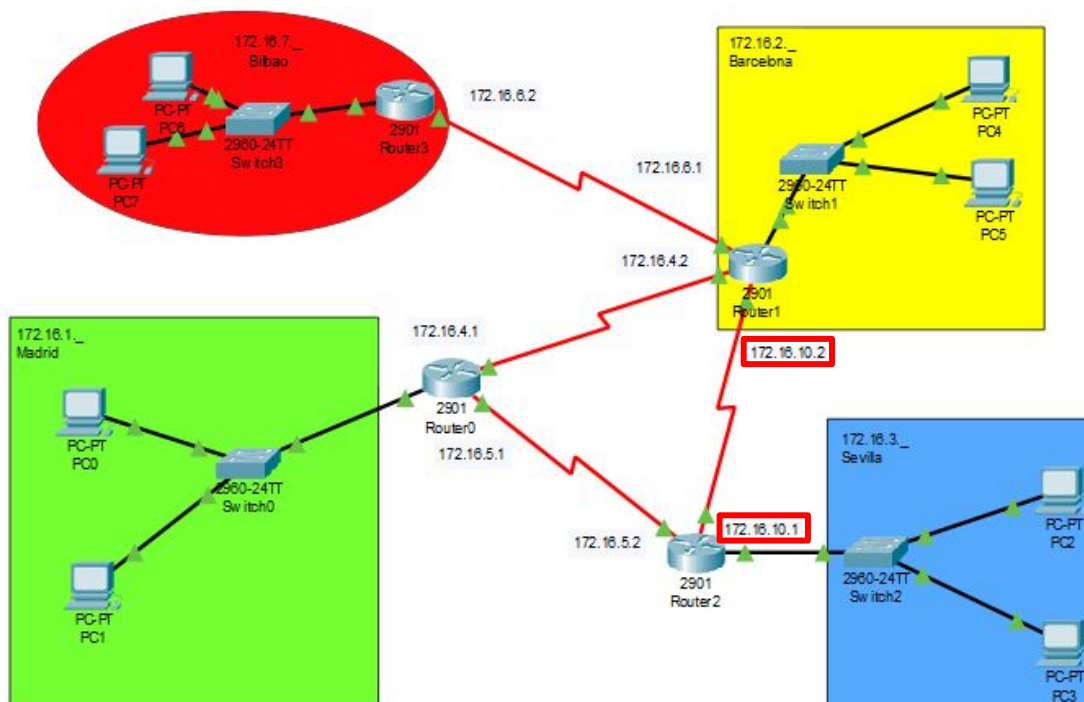 172.16.7._
Bilbao
PC-PT
PC6
2960-24TT
Switch3
PC-PT
PC7
2901
Router3
172.16.6.2
172.16.2._
Barcelona
PC-PT
PC4
2960-24TT
Switch1
PC-PT
PC5
172.16.6.1
172.16.4.2
2901
Router1
172.16.10.2
172.16.1._
Madrid
172.16.4.1
2901
Router0
172.16.5.1
PC-PT
PC0
2960-24TT
Switch0
PC-PT
PC1
172.16.3._
Sevilla
172.16.10.1
172.16.5.2
2901
Router2
2960-24TT
Switch2
PC-PT
PC2
PC-PT
PC3